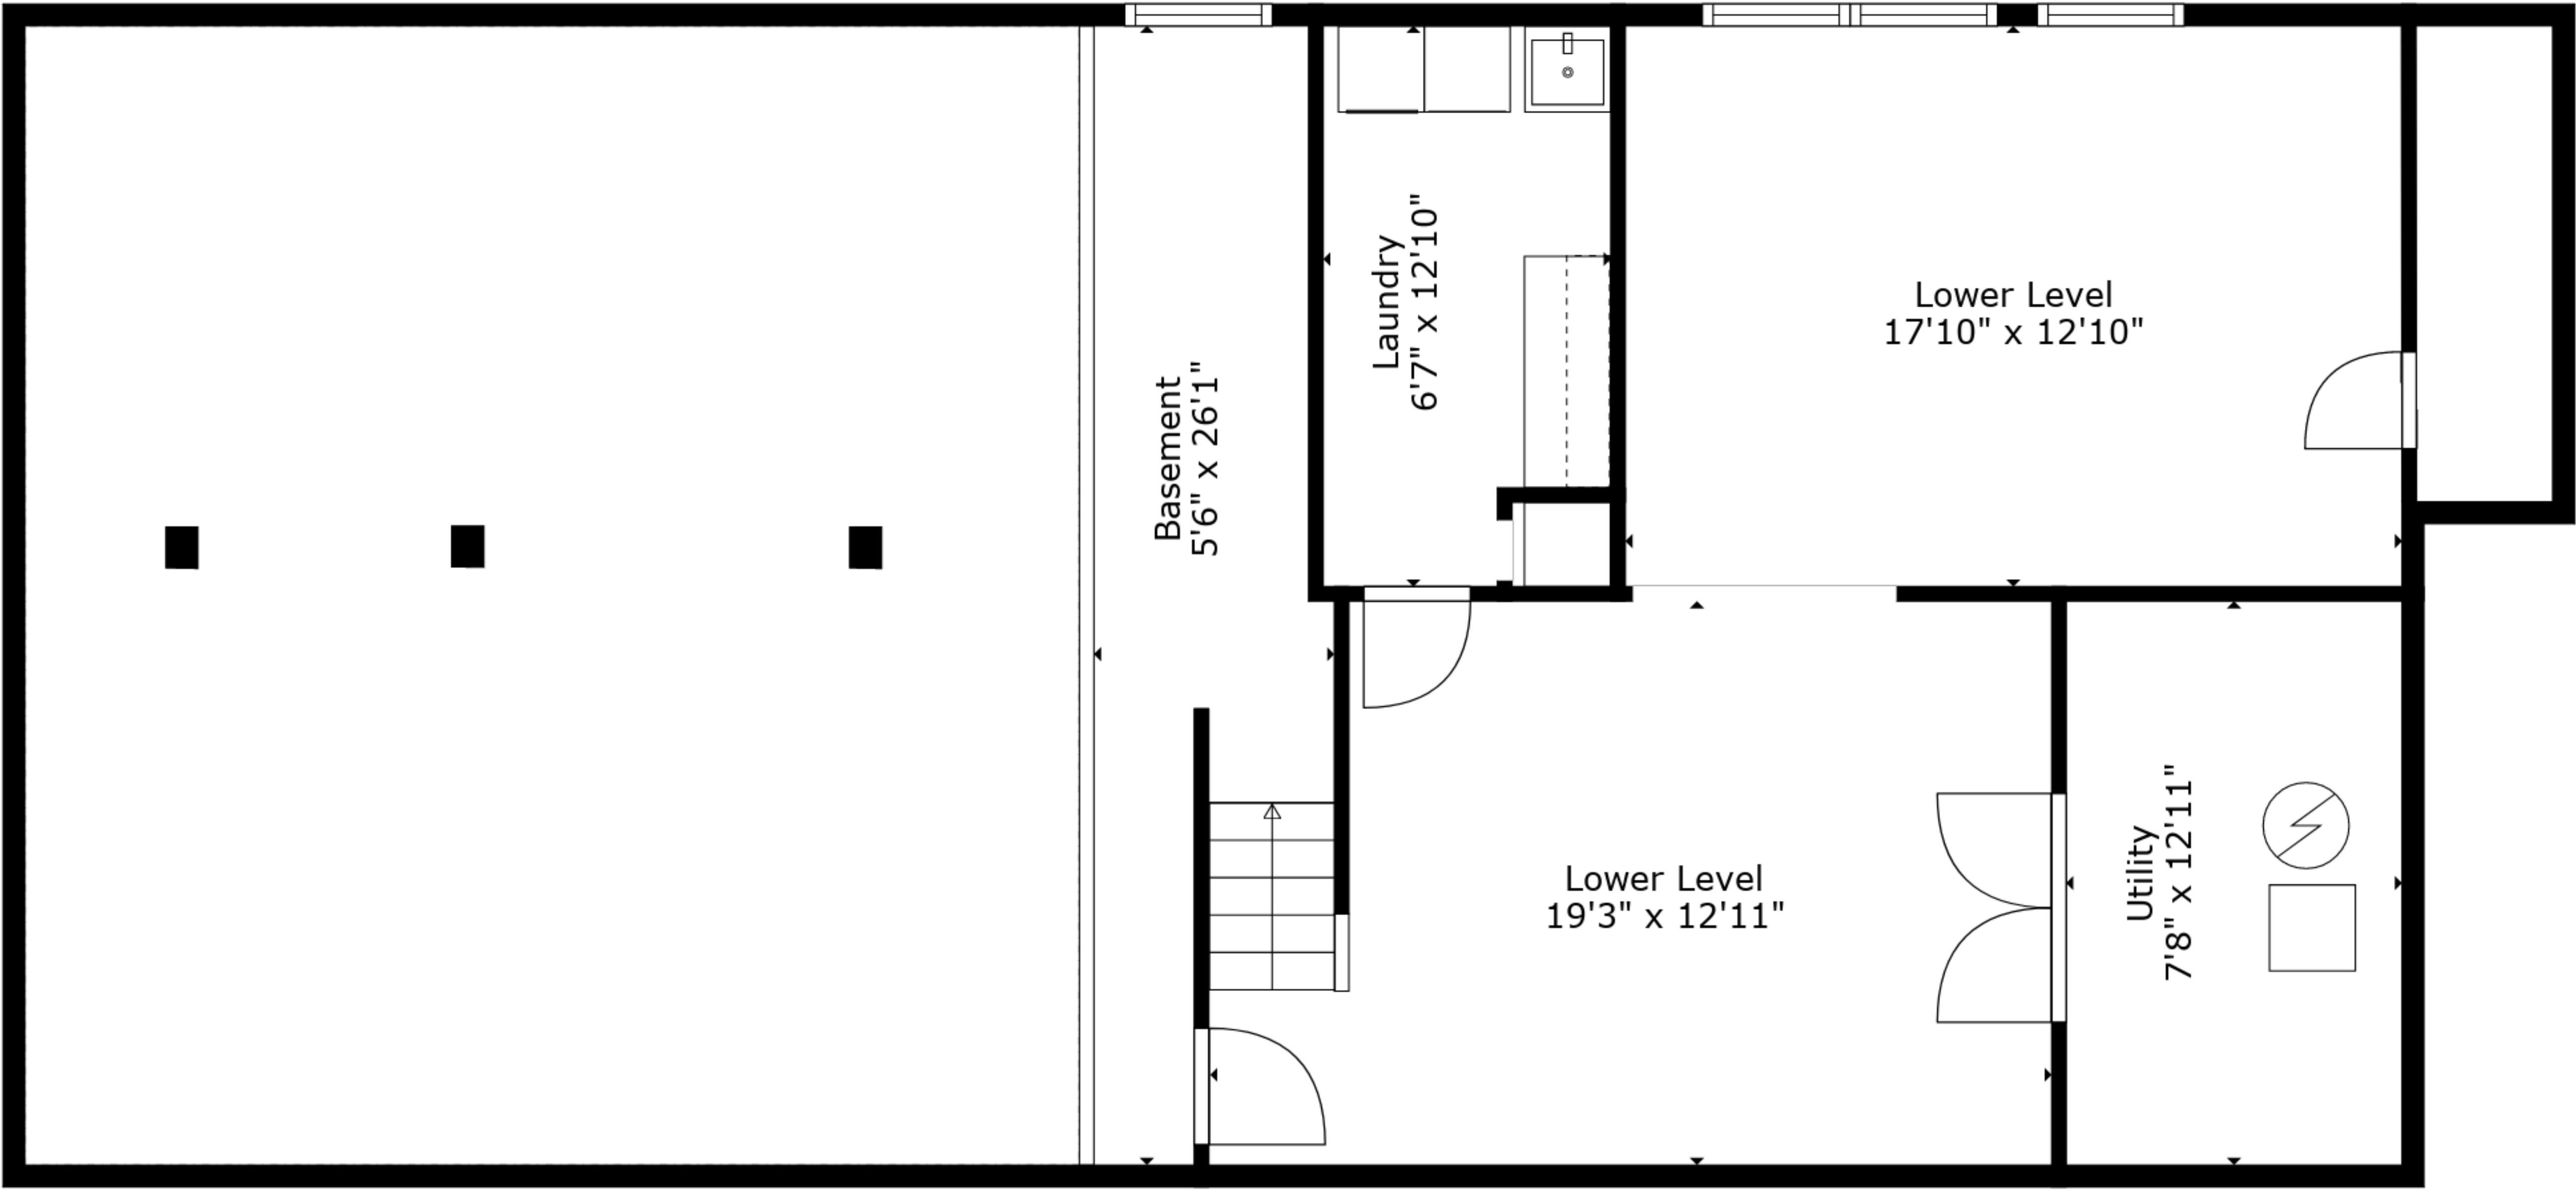 Basement
5'6" x 26'1"
Laundry
6'7" x 12'10"
Lower Level
17'10" x 12'10"
Lower Level
19'3" x 12'11"
Utility
7'8" x 12'11"